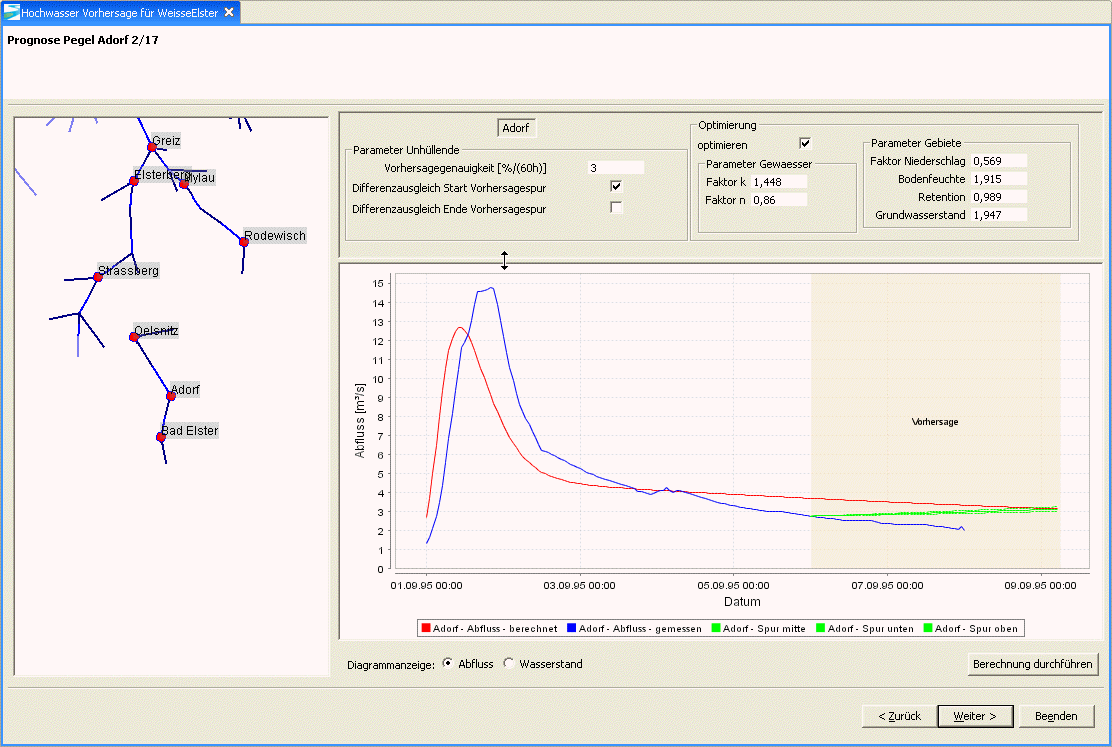 Hochwasser Vorhersage für WeisseElster
Prognose Pegel Adorf 2/17
Greiz
Elsterberg
Mylau
Rodewisch
Strassberg
Oelsnitz
Adorf
Bad Elster
Adorf
Parameter Unhüllende
Vorhersagegenauigkeit [%/(60h)] 3
Differenzausgleich Start Vorhersagespur
Differenzausgleich Ende Vorhersagespur
Optimierung
optimieren
Parameter Gewaesser
Faktor k 1,448
Faktor n 0,86
Parameter Gebiete
Faktor Niederschlag 0,569
Bodenfeuchte 1,915
Retention 0,989
Grundwasserstand 1,947
15
14
13
12
11
10
9
8
7
6
5
4
3
2
1
0
Abfluss [m³/s]
Vorhersage
01.09.95 00:00 03.09.95 00:00 05.09.95 00:00 07.09.95 00:00 09.09.95 00:00
Datum
Adorf - Abfluss - berechnet Adorf - Abfluss - gemessen Adorf - Spur mitte Adorf - Spur unten Adorf - Spur oben
Diagrammanzeige: Abfluss Wasserstand
Berechnung durchführen
< Zurück Weiter > Beenden